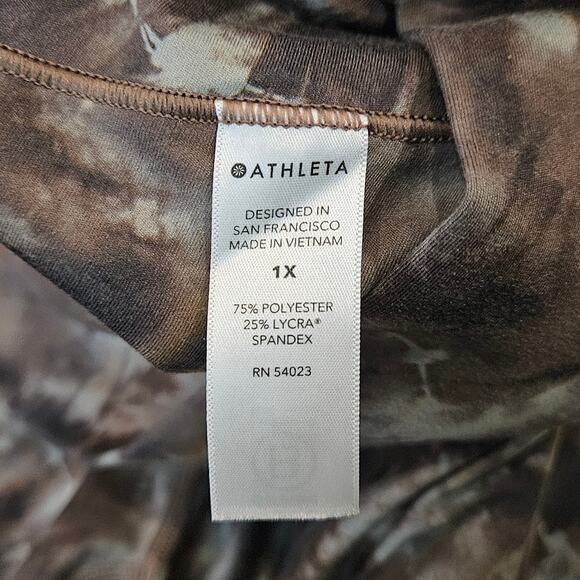 ATHLETA
DESIGNED IN
SAN FRANCISCO
MADE IN VIETNAM
1X
75% POLYESTER
25% LYCRA®
SPANDEX
RN 54023